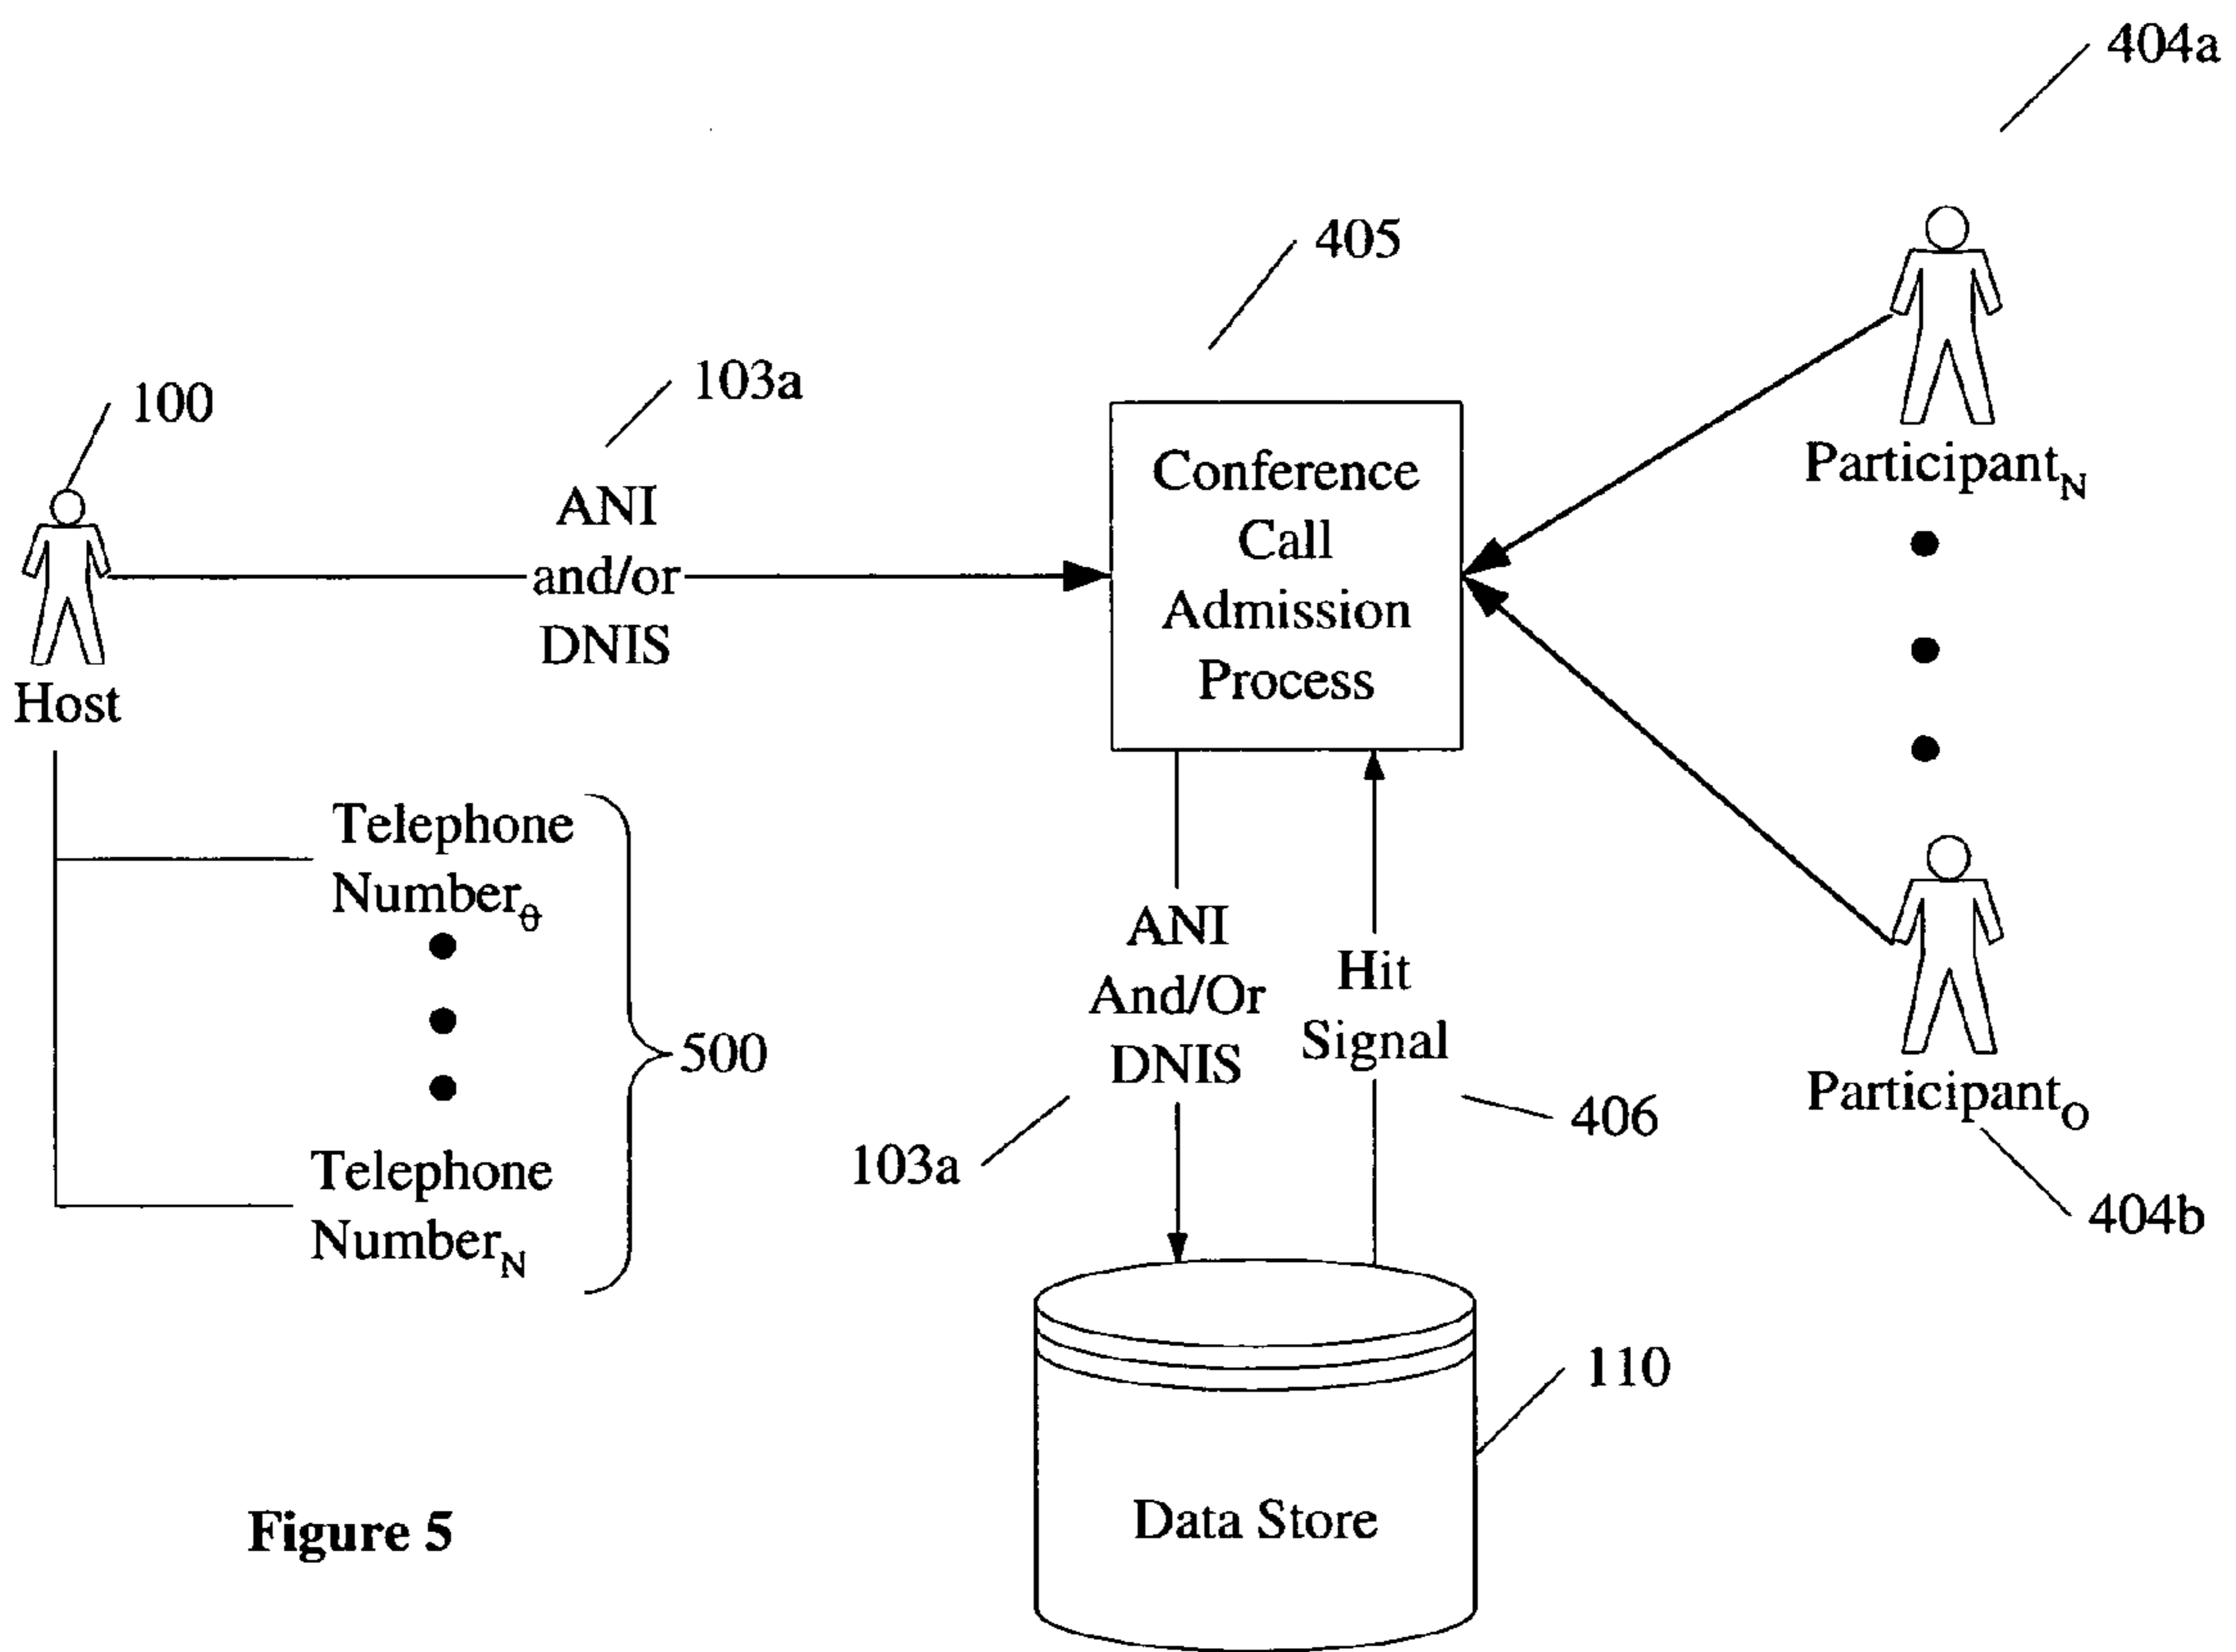 404a
405
103a
100
ANI
and/or
DNIS
Host
Conference
Call
Admission
Process
Participant_N
Telephone
Number_θ
Telephone
Number_N
500
ANI
And/Or
DNIS
103a
Hit
Signal
406
Participant_O
404b
110
Data Store
Figure 5